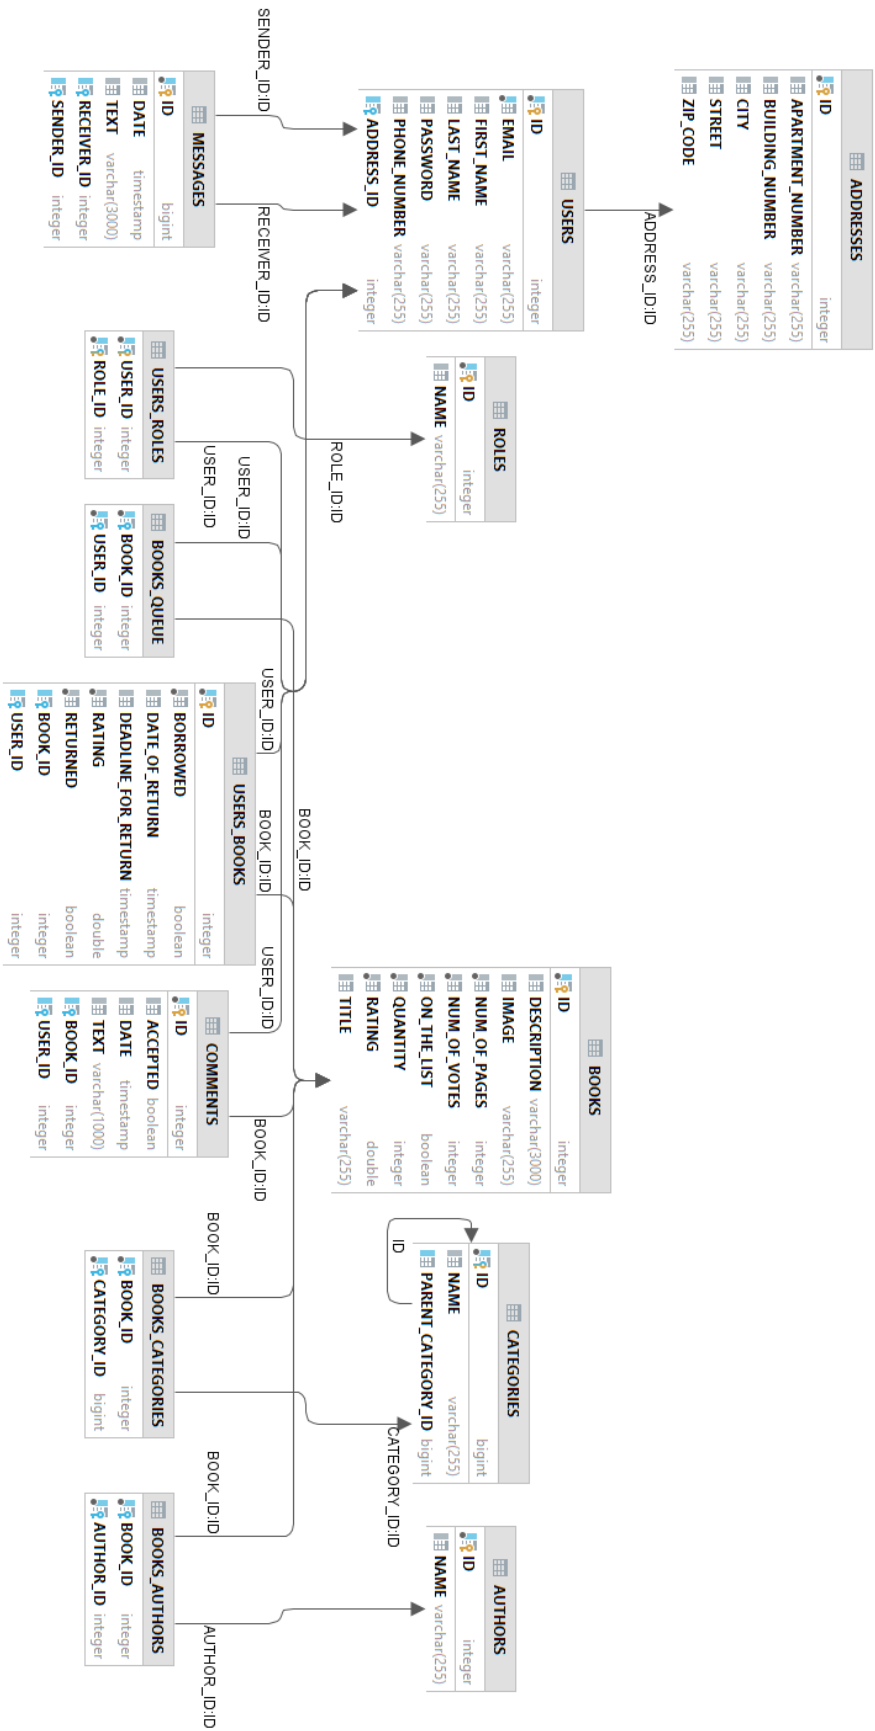 ADDRESSES
ID integer
APARTMENT_NUMBER varchar(255)
BUILDING_NUMBER varchar(255)
CITY varchar(255)
STREET varchar(255)
ZIP_CODE varchar(255)
ADDRESS_ID:ID
USERS
ID integer
EMAIL varchar(255)
FIRST_NAME varchar(255)
LAST_NAME varchar(255)
PASSWORD varchar(255)
PHONE_NUMBER varchar(255)
ADDRESS_ID integer
ROLES
ID integer
NAME varchar(255)
BOOKS
ID integer
DESCRIPTION varchar(3000)
IMAGE varchar(255)
NUM_OF_PAGES integer
NUM_OF_VOTES integer
ON_THE_LIST boolean
QUANTITY integer
RATING double
TITLE varchar(255)
CATEGORIES
ID bigint
NAME varchar(255)
PARENT_CATEGORY_ID bigint
ID
AUTHORS
ID integer
NAME varchar(255)
SENDER_ID:ID
RECEIVER_ID:ID
ROLE_ID:ID
USER_ID:ID
USER_ID:ID
USER_ID:ID
BOOK_ID:ID
BOOK_ID:ID
USER_ID:ID
BOOK_ID:ID
BOOK_ID:ID
CATEGORY_ID:ID
BOOK_ID:ID
AUTHOR_ID:ID
MESSAGES
ID bigint
DATE timestamp
TEXT varchar(3000)
RECEIVER_ID integer
SENDER_ID integer
USERS_ROLES
USER_ID integer
ROLE_ID integer
BOOKS_QUEUE
BOOK_ID integer
USER_ID integer
USERS_BOOKS
ID integer
BORROWED boolean
DATE_OF_RETURN timestamp
DEADLINE_FOR_RETURN timestamp
RATING double
RETURNED boolean
BOOK_ID integer
USER_ID integer
COMMENTS
ID integer
ACCEPTED boolean
DATE timestamp
TEXT varchar(1000)
BOOK_ID integer
USER_ID integer
BOOKS_CATEGORIES
BOOK_ID integer
CATEGORY_ID bigint
BOOKS_AUTHORS
BOOK_ID integer
AUTHOR_ID integer